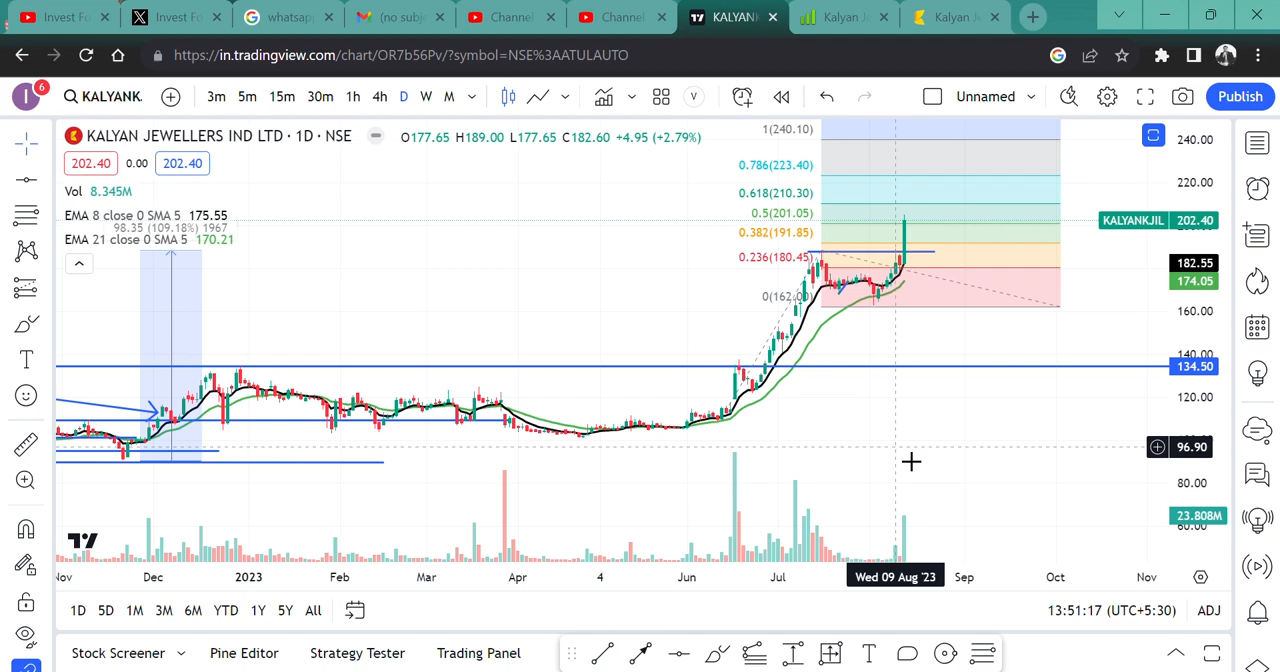 Invest Fo
Invest Fo
whatsapp
(no subj
Channel
Channel
KALYANK
Kalyan Je
Kalyan Ju
https://in.tradingview.com/chart/OR7b56Pv/?symbol=NSE%3AATULAUTO
I 6 KALYANK. 3m 5m 15m 30m 1h 4h D W M V Unnamed Publish
KALYAN JEWELLERS IND LTD · 1D · NSE O177.65 H189.00 L177.65 C182.60 +4.95 (+2.79%)
202.40 0.00 202.40
Vol 8.345M
EMA 8 close 0 SMA 5 175.55
98.35 (109.18%) 1967
EMA 21 close 0 SMA 5 170.21
1(240.10)
0.786(223.40)
0.618(210.30)
0.5(201.05)
0.382(191.85)
0.236(180.45)
0(162.00)
240.00
220.00
KALYANKJIL 202.40
182.55
174.05
160.00
140.00
134.50
120.00
96.90
80.00
23.808M
60.00
Nov Dec 2023 Feb Mar Apr 4 Jun Jul Wed 09 Aug '23 Sep Oct Nov
1D 5D 1M 3M 6M YTD 1Y 5Y All 13:51:17 (UTC+5:30) ADJ
Stock Screener Pine Editor Strategy Tester Trading Panel T